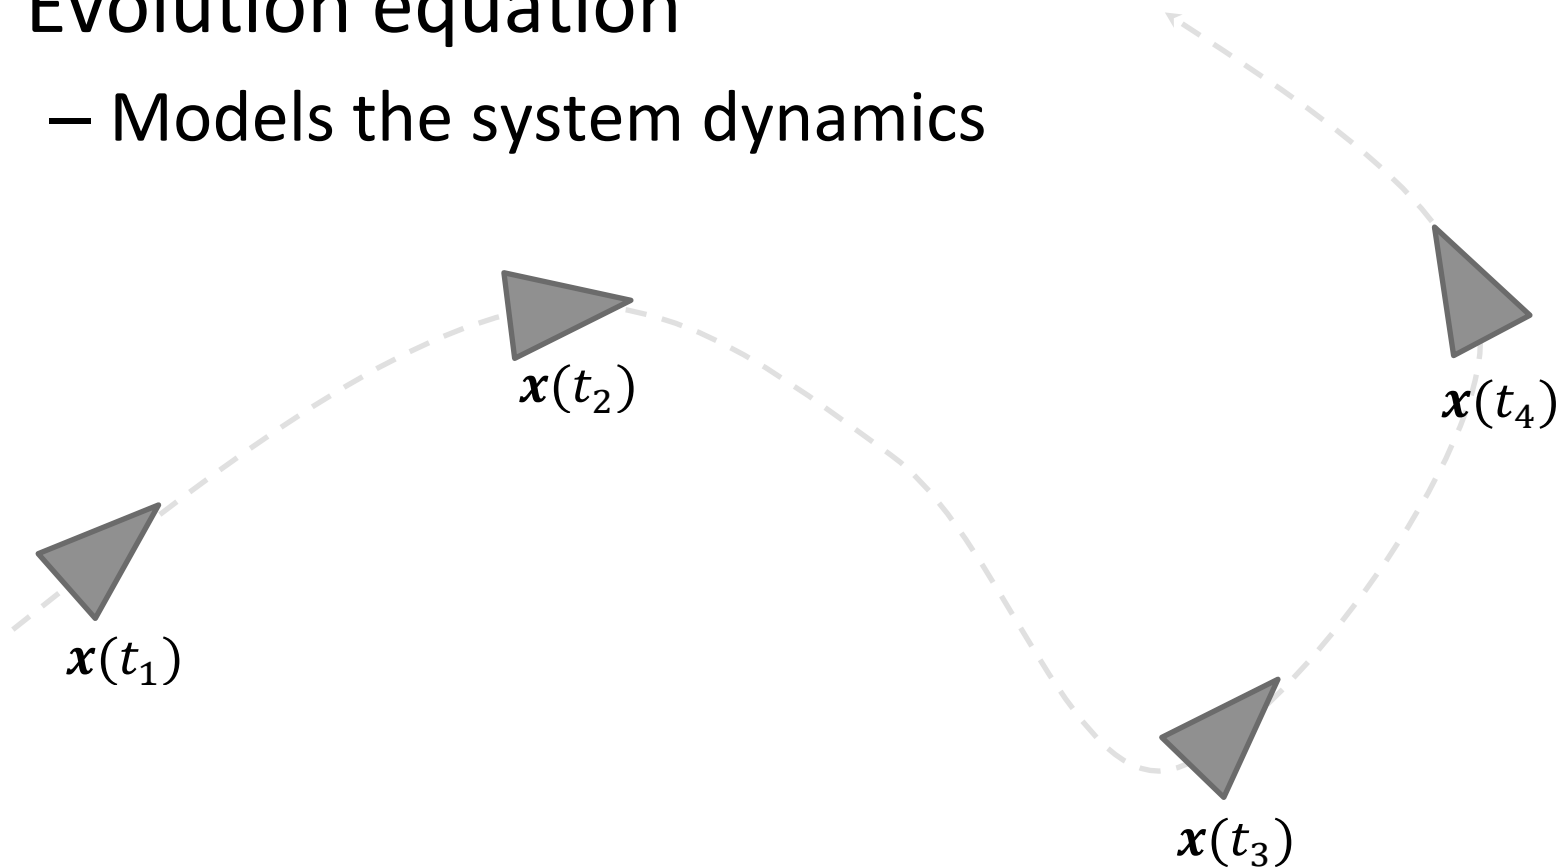 Evolution equation
– Models the system dynamics
x(t₂)
x(t₄)
x(t₁)
x(t₃)